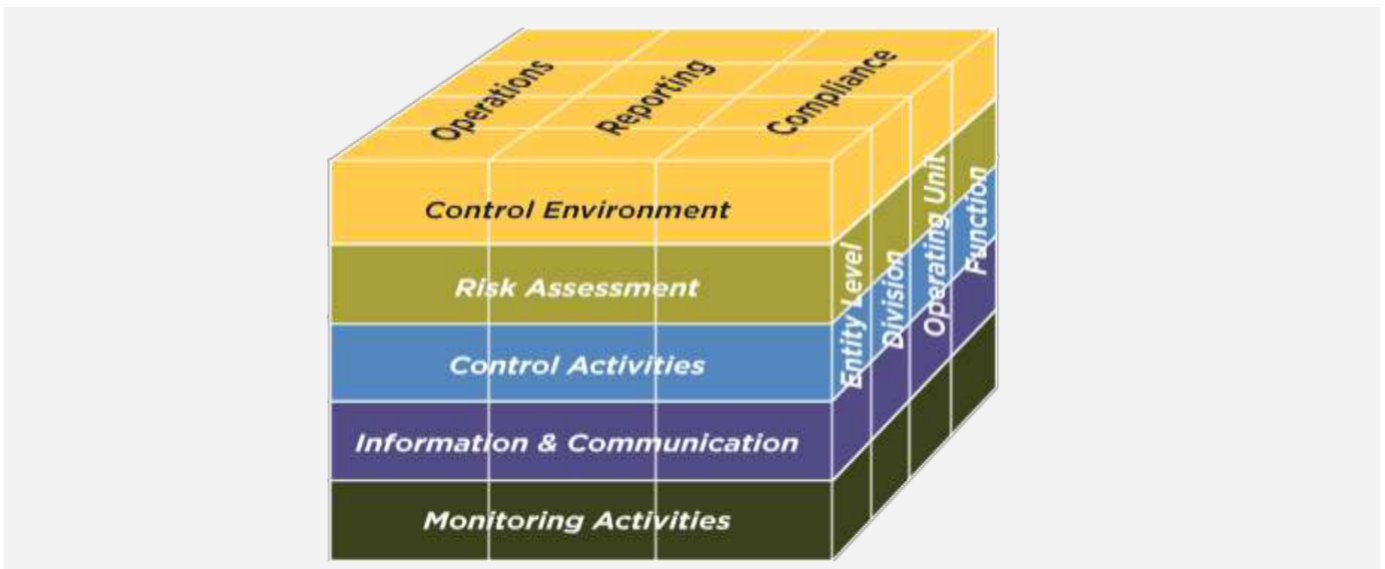 Operations
Reporting
Compliance
Control Environment
Risk Assessment
Control Activities
Information & Communication
Monitoring Activities
Entity Level
Division
Operating Unit
Function